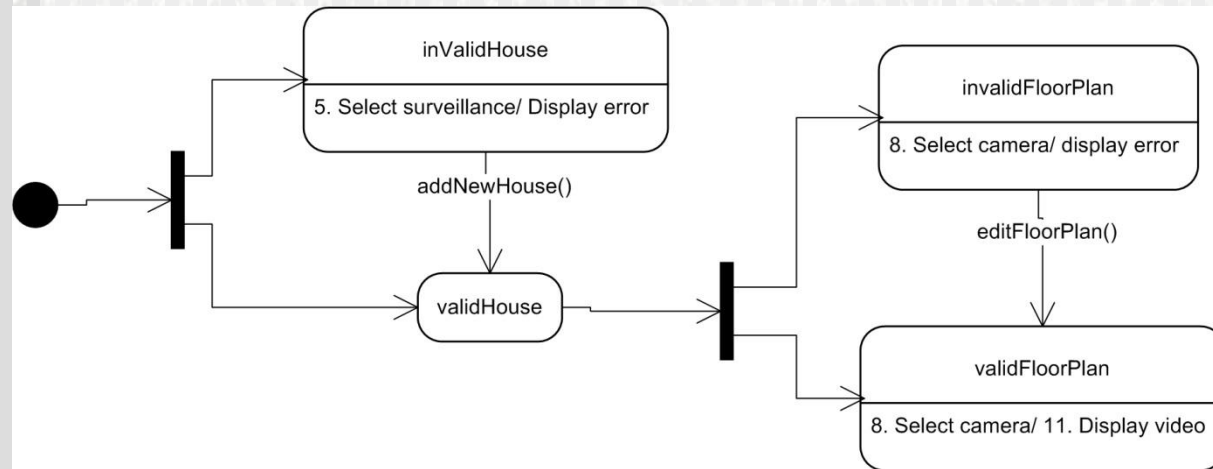 inValidHouse
5. Select surveillance/ Display error
addNewHouse()
validHouse
invalidFloorPlan
8. Select camera/ display error
editFloorPlan()
validFloorPlan
8. Select camera/ 11. Display video